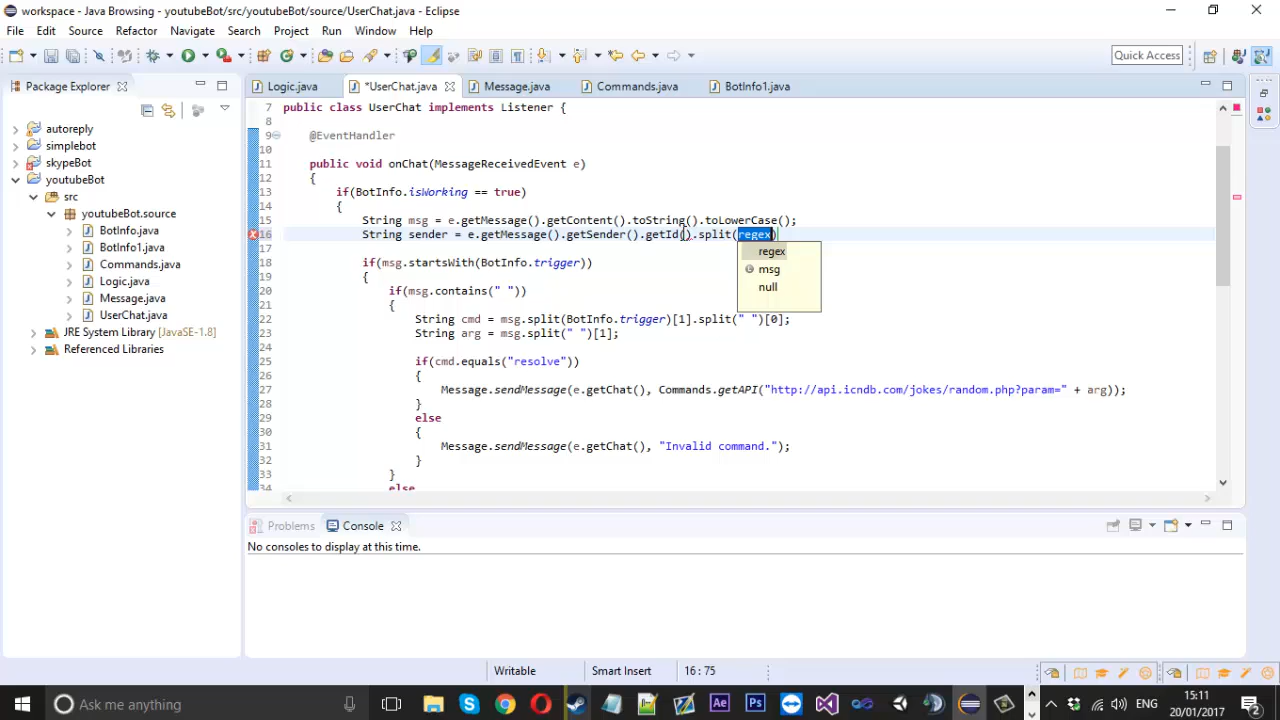 workspace - Java Browsing - youtubeBot/src/youtubeBot/source/UserChat.java - Eclipse
File Edit Source Refactor Navigate Search Project Run Window Help
Quick Access
Package Explorer
autoreply
simplebot
skypeBot
youtubeBot
src
youtubeBot.source
BotInfo.java
BotInfo1.java
Commands.java
Logic.java
Message.java
UserChat.java
JRE System Library [JavaSE-1.8]
Referenced Libraries
Logic.java *UserChat.java Message.java Commands.java BotInfo1.java
7 public class UserChat implements Listener {
8
9 @EventHandler
10
11 public void onChat(MessageReceivedEvent e)
12 {
13 if(BotInfo.isWorking == true)
14 {
15 String msg = e.getMessage().getContent().toString().toLowerCase();
16 String sender = e.getMessage().getSender().getId().split(regex)
17
18 if(msg.startsWith(BotInfo.trigger))
19 {
20 if(msg.contains(" "))
21 {
22 String cmd = msg.split(BotInfo.trigger)[1].split(" ")[0];
23 String arg = msg.split(" ")[1];
24
25 if(cmd.equals("resolve"))
26 {
27 Message.sendMessage(e.getChat(), Commands.getAPI("http://api.icndb.com/jokes/random.php?param=" + arg));
28 }
29 else
30 {
31 Message.sendMessage(e.getChat(), "Invalid command.");
32 }
33 }
34 else
regex
msg
null
Problems Console
No consoles to display at this time.
Writable Smart Insert 16 : 75
Ask me anything
15:11
20/01/2017
2